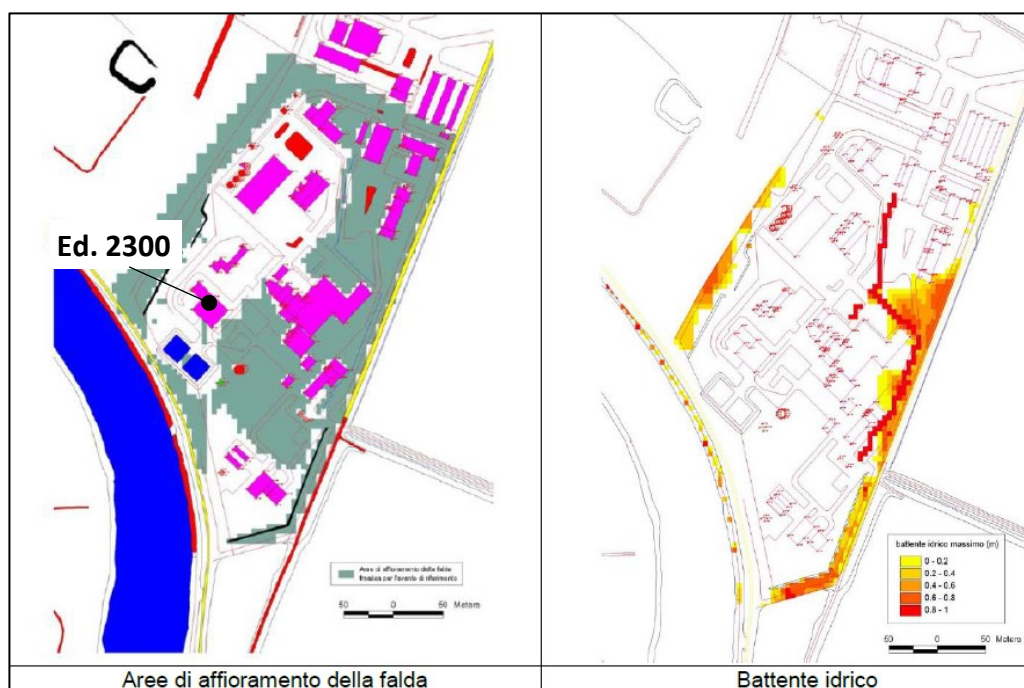 Ed. 2300
Aree di affioramento della falda
freatica per l'evento di riferimento
50 0 50 Meters
battente idrico massimo (m)
0 - 0.2
0.2 - 0.4
0.4 - 0.6
0.6 - 0.8
0.8 - 1
50 0 50 Meters
Aree di affioramento della falda
Battente idrico